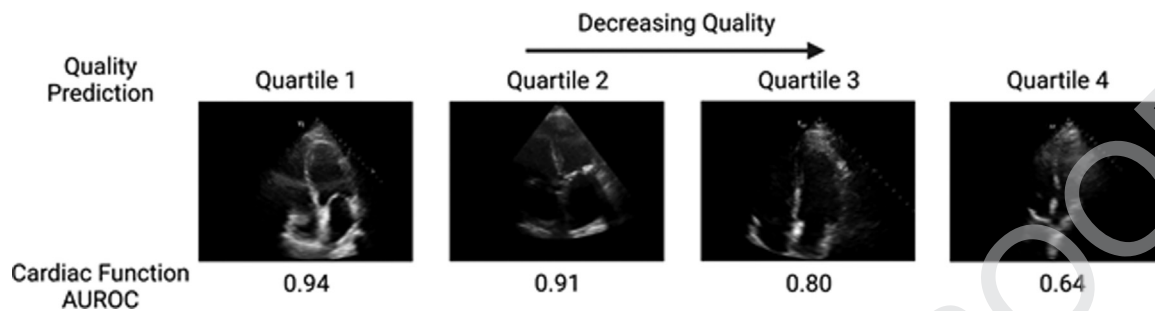 Decreasing Quality
Quality
Prediction
Quartile 1
Quartile 2
Quartile 3
Quartile 4
Cardiac Function
AUROC
0.94
0.91
0.80
0.64